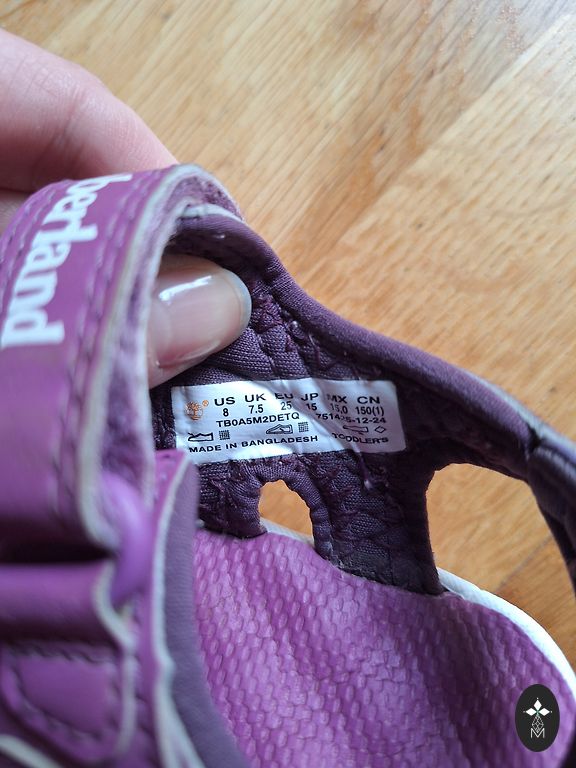 berland
US UK EU JP MX CN
8 7.5 25 15 15.0 150(1)
TB0A5M2DETQ
MADE IN BANGLADESH TODDLERS
M